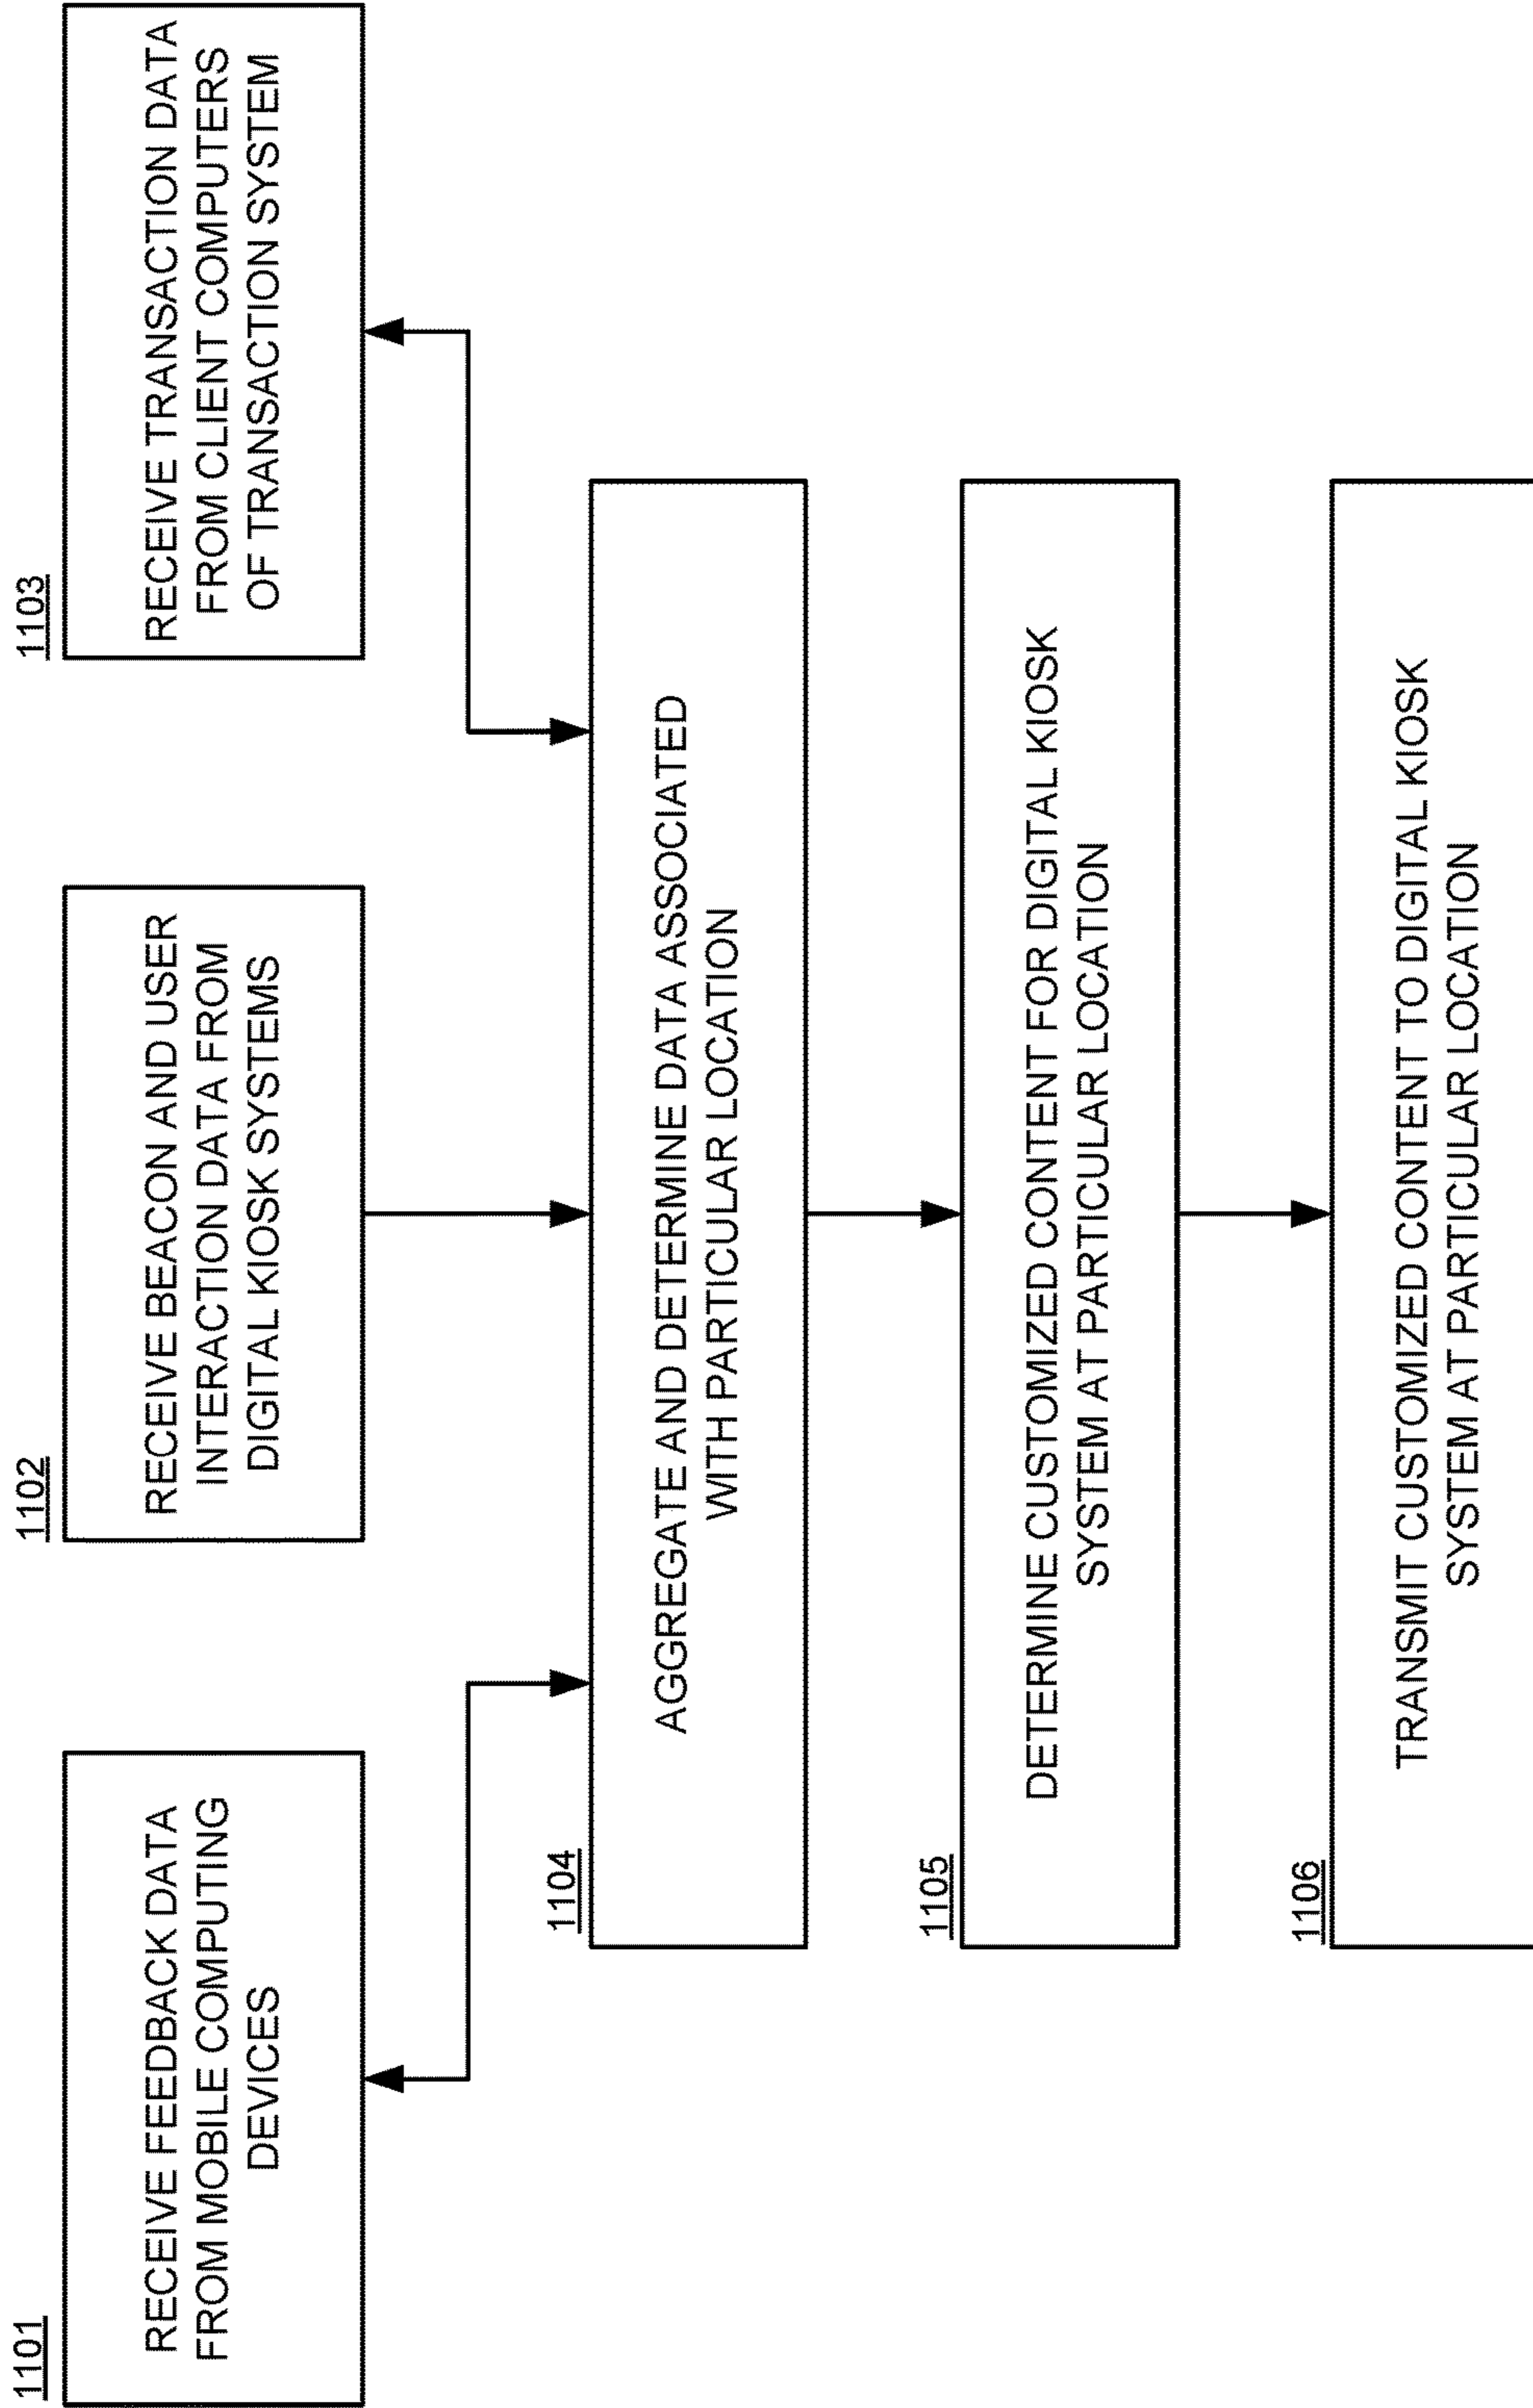 1101
RECEIVE FEEDBACK DATA
FROM MOBILE COMPUTING
DEVICES
1102
RECEIVE BEACON AND USER
INTERACTION DATA FROM
DIGITAL KIOSK SYSTEMS
1103
RECEIVE TRANSACTION DATA
FROM CLIENT COMPUTERS
OF TRANSACTION SYSTEM
1104
AGGREGATE AND DETERMINE DATA ASSOCIATED
WITH PARTICULAR LOCATION
1105
DETERMINE CUSTOMIZED CONTENT FOR DIGITAL KIOSK
SYSTEM AT PARTICULAR LOCATION
1106
TRANSMIT CUSTOMIZED CONTENT TO DIGITAL KIOSK
SYSTEM AT PARTICULAR LOCATION